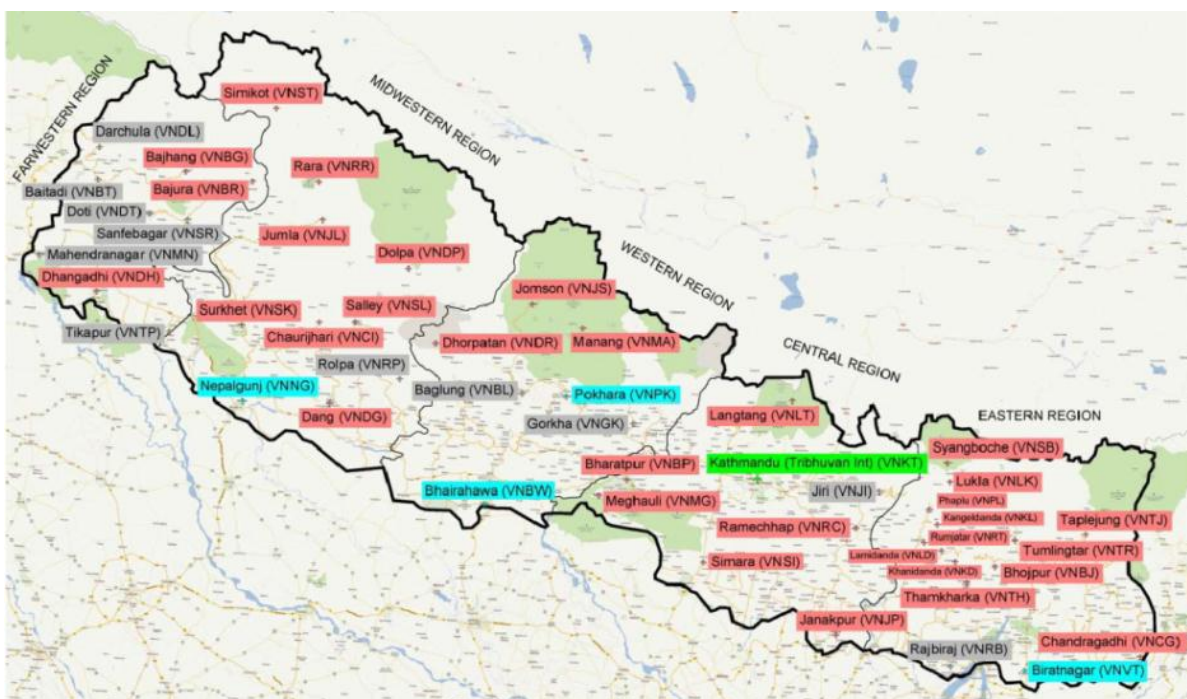 FARWESTERN REGION
MIDWESTERN REGION
WESTERN REGION
CENTRAL REGION
EASTERN REGION
Simikot (VNST)
Darchula (VNDL)
Bajhang (VNBG)
Rara (VNRR)
Baitadi (VNBT)
Bajura (VNBR)
Doti (VNDT)
Sanfebagar (VNSR)
Jumla (VNJL)
Mahendranagar (VNMN)
Dolpa (VNDP)
Dhangadhi (VNDH)
Jomson (VNJS)
Surkhet (VNSK)
Salley (VNSL)
Tikapur (VNTP)
Chaurijhari (VNCI)
Dhorpatan (VNDR)
Manang (VNMA)
Rolpa (VNRP)
Nepalgunj (VNNG)
Baglung (VNBL)
Pokhara (VNPK)
Dang (VNDG)
Gorkha (VNGK)
Langtang (VNLT)
Syangboche (VNSB)
Bharatpur (VNBP)
Kathmandu (Tribhuvan Int) (VNKT)
Lukla (VNLK)
Bhairahawa (VNBW)
Jiri (VNJI)
Meghauli (VNMG)
Phaplu (VNPL)
Kangeldanda (VNKL)
Taplejung (VNTJ)
Ramechhap (VNRC)
Rumjatar (VNRT)
Tumlingtar (VNTR)
Simara (VNSI)
Lamidanda (VNLD)
Khanidanda (VNKD)
Bhojpur (VNBJ)
Thamkharka (VNTH)
Janakpur (VNJP)
Rajbiraj (VNRB)
Chandragadhi (VNCG)
Biratnagar (VNVT)